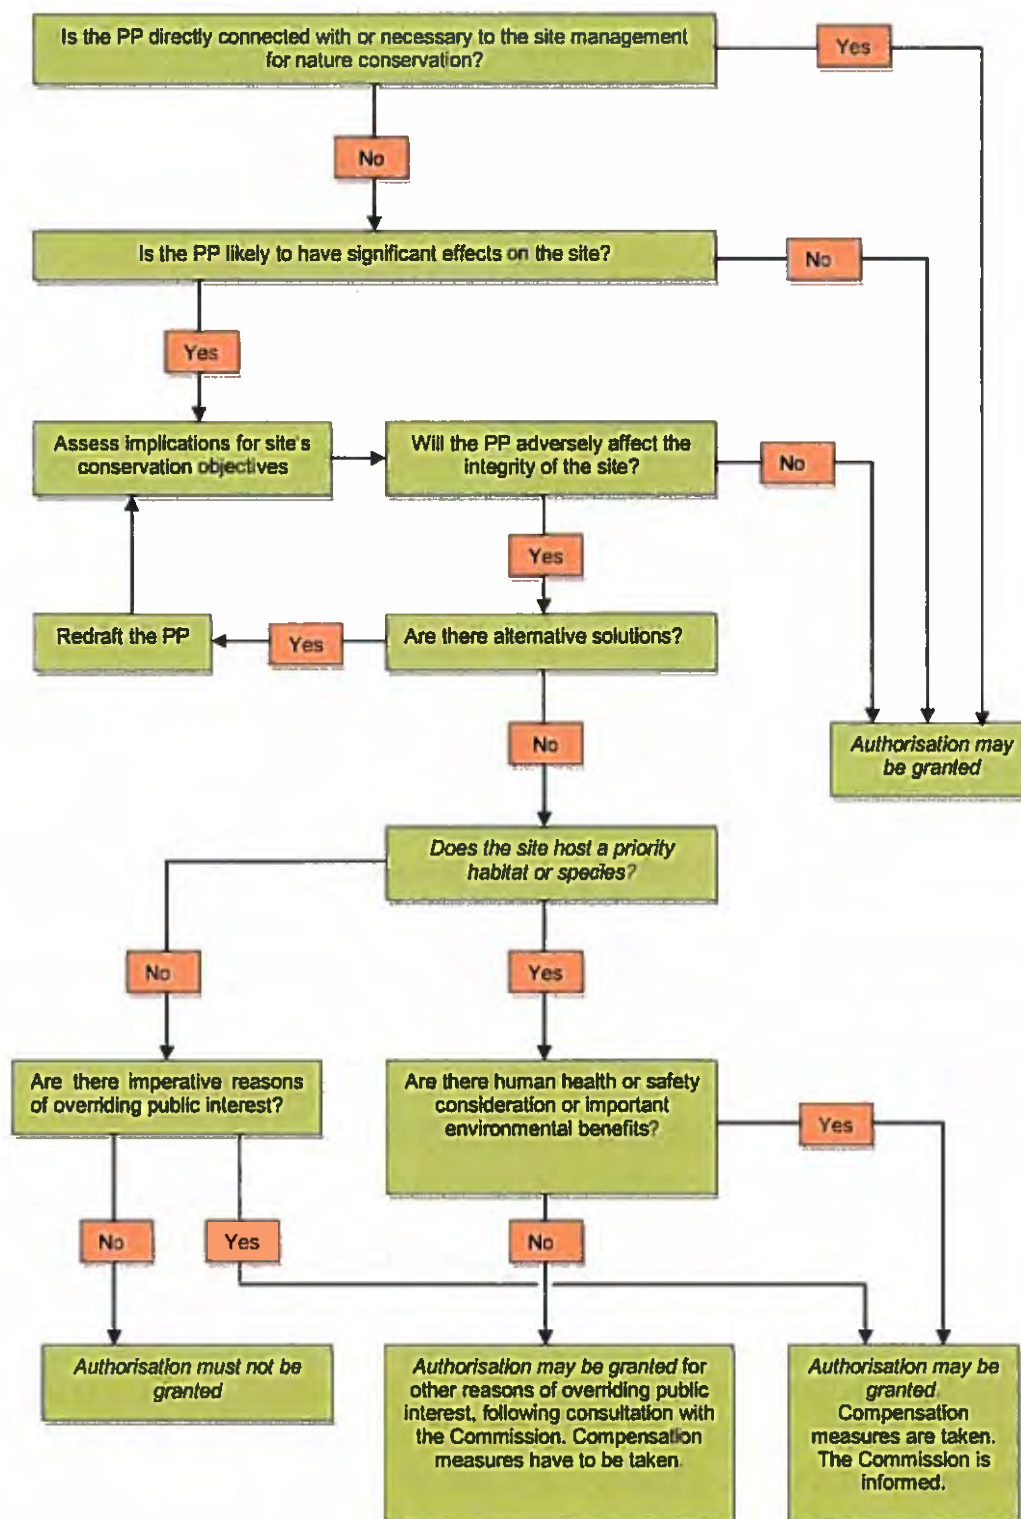 Is the PP directly connected with or necessary to the site management
for nature conservation?
Yes
No
Is the PP likely to have significant effects on the site?
No
Yes
Assess implications for site's
conservation objectives
Will the PP adversely affect the
integrity of the site?
No
Yes
Redraft the PP
Yes
Are there alternative solutions?
No
Authorisation may
be granted
Does the site host a priority
habitat or species?
No
Yes
Are there imperative reasons
of overriding public interest?
Are there human health or safety
consideration or important
environmental benefits?
Yes
No
Yes
No
Authorisation must not be
granted
Authorisation may be granted for
other reasons of overriding public
interest, following consultation with
the Commission. Compensation
measures have to be taken.
Authorisation may be
granted.
Compensation
measures are taken.
The Commission is
informed.